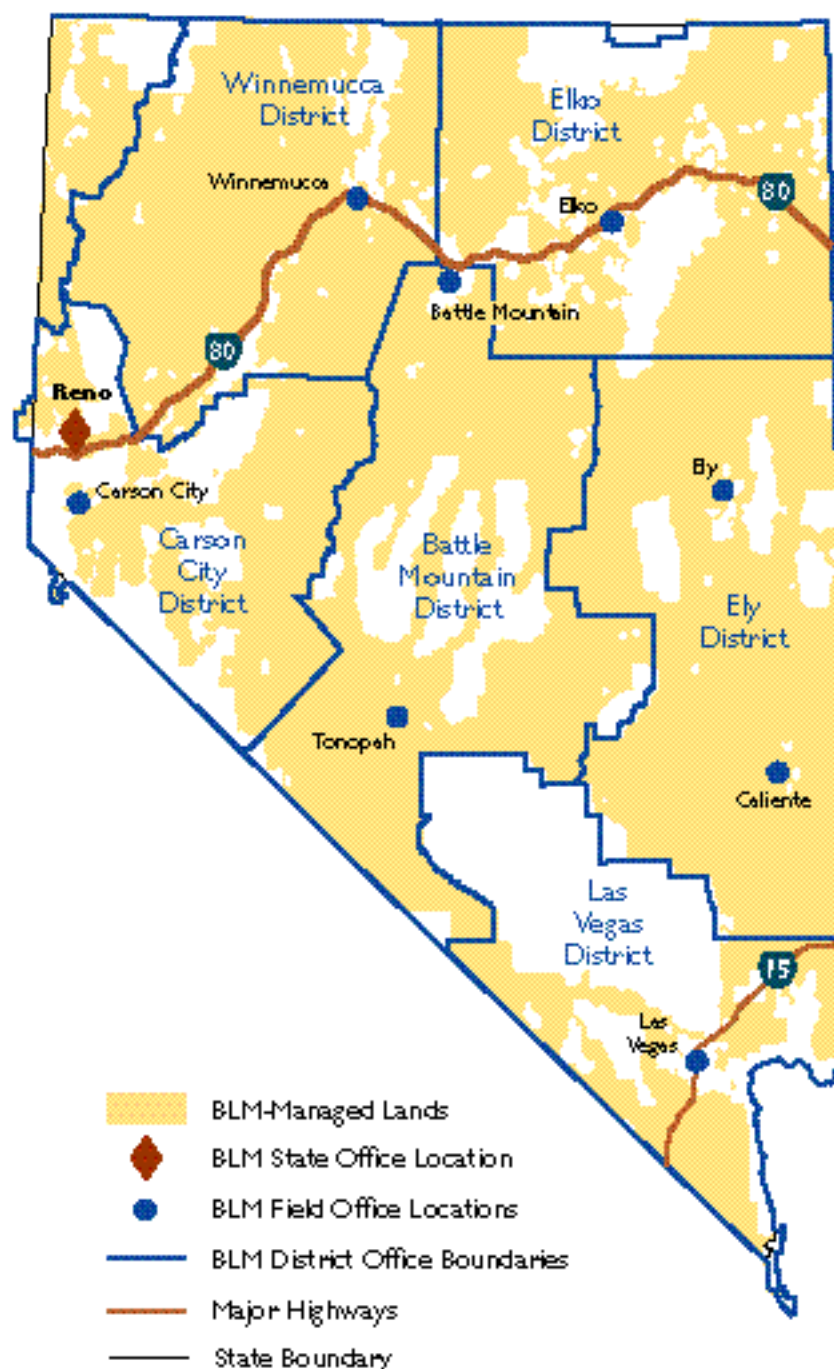 Winnemucca
District
Elko
District
Winnemucca
80
Elko
Battle Mountain
80
Reno
Carson City
Ely
Carson
City
District
Battle
Mountain
District
Ely
District
Tonopah
Caliente
Las
Vegas
District
15
Las
Vegas
BLM-Managed Lands
BLM State Office Location
BLM Field Office Locations
BLM District Office Boundaries
Major Highways
State Boundary